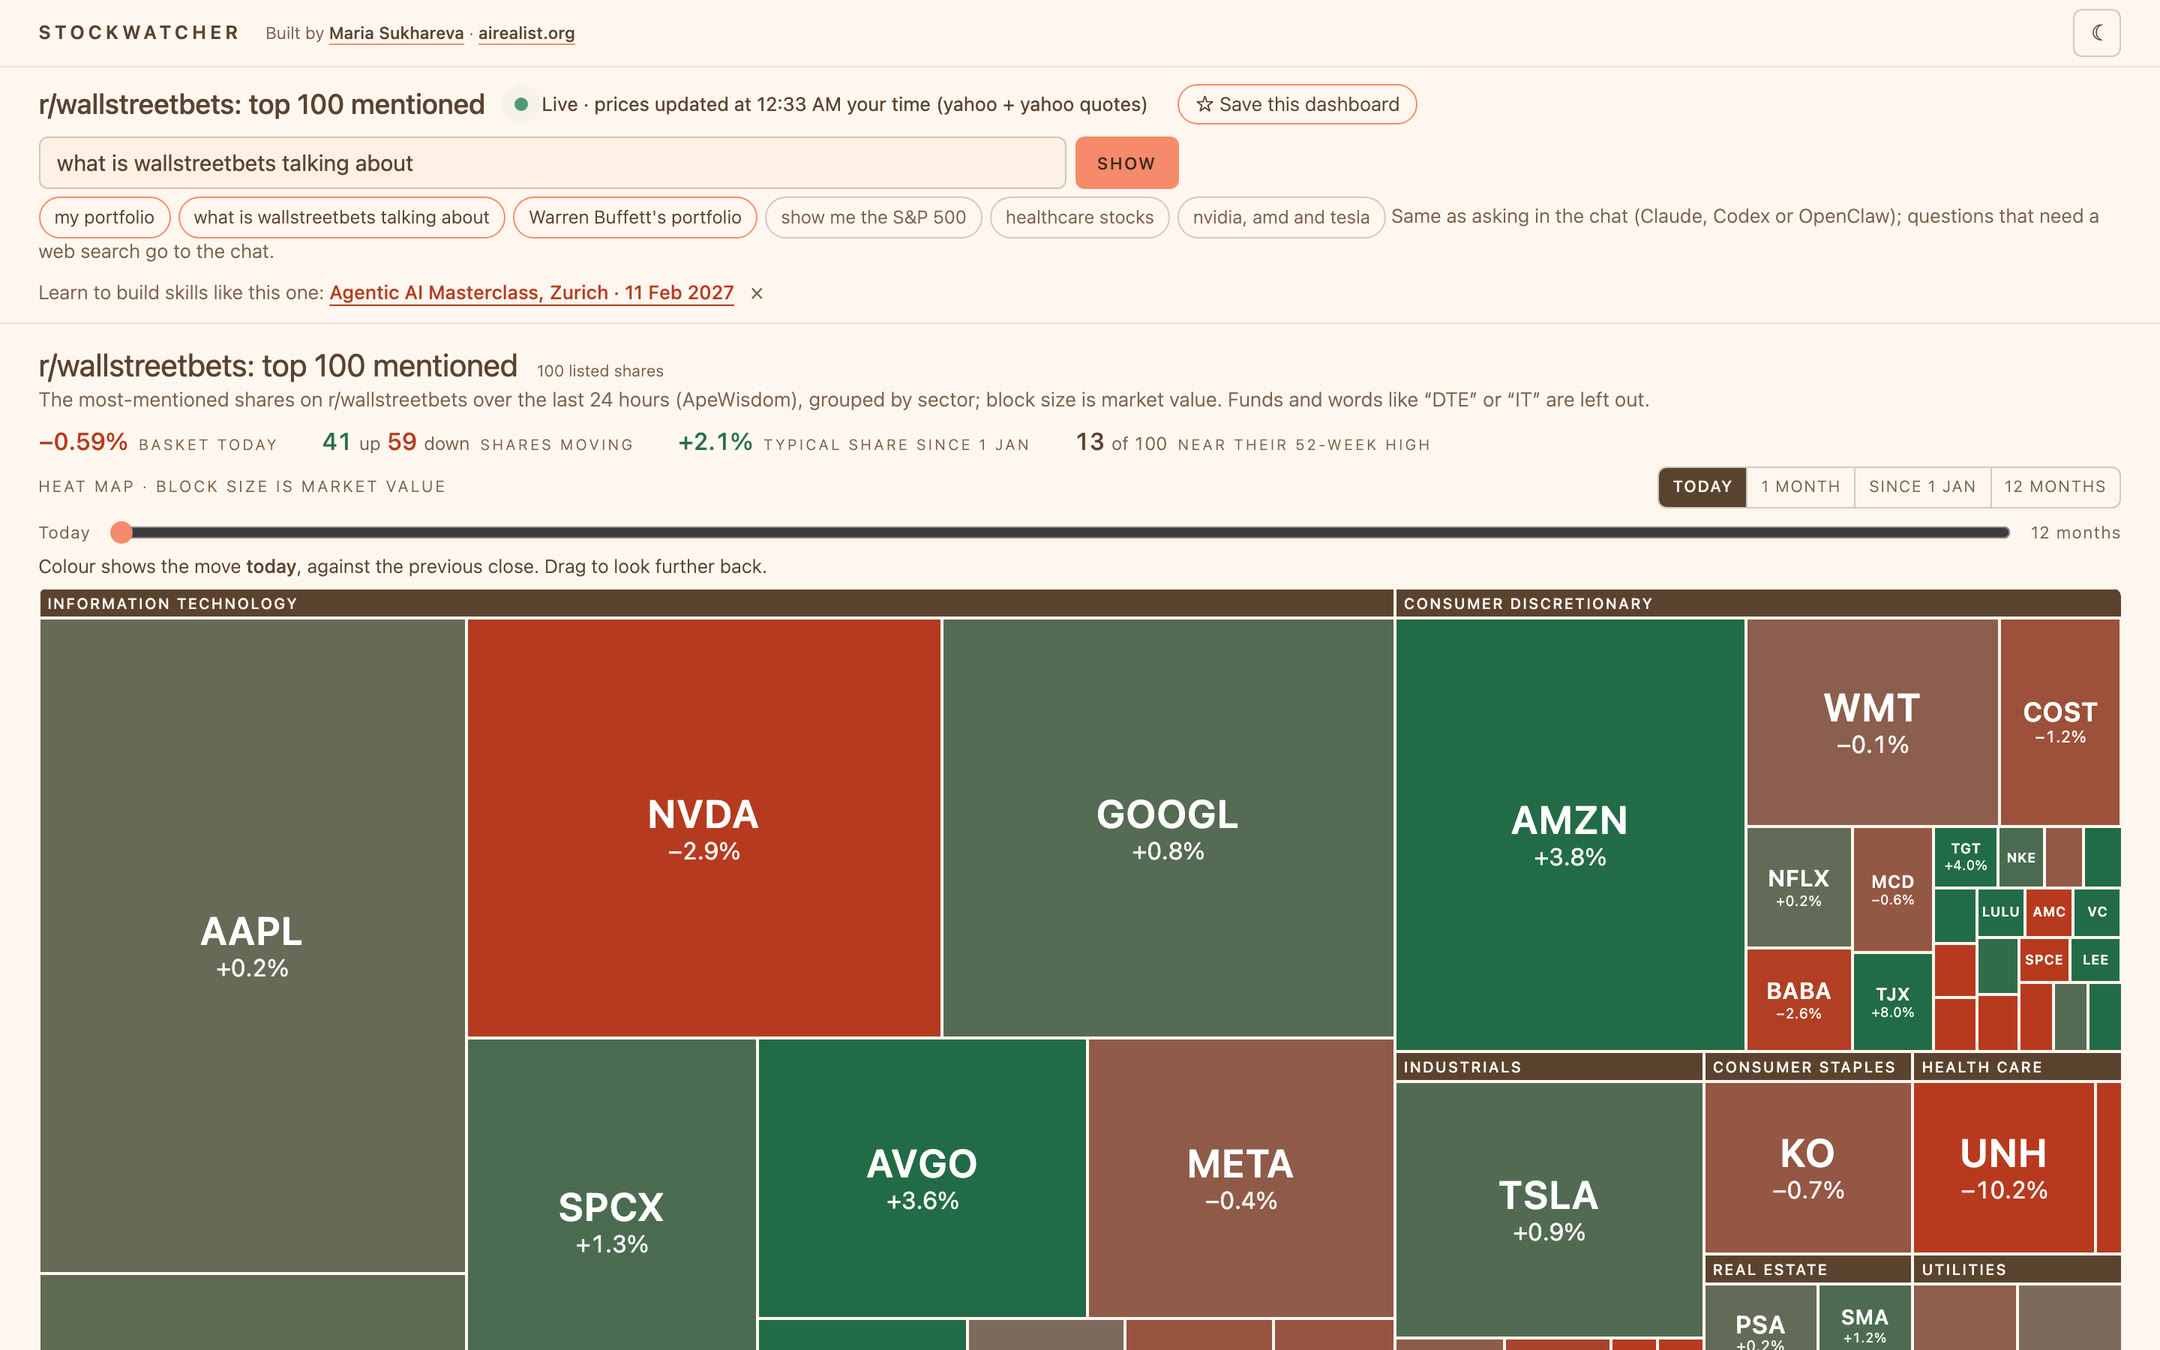 STOCKWATCHER Built by Maria Sukhareva · airealist.org
☾
r/wallstreetbets: top 100 mentioned Live · prices updated at 12:33 AM your time (yahoo + yahoo quotes) ☆ Save this dashboard
what is wallstreetbets talking about SHOW
my portfolio what is wallstreetbets talking about Warren Buffett's portfolio show me the S&P 500 healthcare stocks nvidia, amd and tesla Same as asking in the chat (Claude, Codex or OpenClaw); questions that need a
web search go to the chat.
Learn to build skills like this one: Agentic AI Masterclass, Zurich · 11 Feb 2027 ×
r/wallstreetbets: top 100 mentioned 100 listed shares
The most-mentioned shares on r/wallstreetbets over the last 24 hours (ApeWisdom), grouped by sector; block size is market value. Funds and words like “DTE” or “IT” are left out.
−0.59% BASKET TODAY 41 up 59 down SHARES MOVING +2.1% TYPICAL SHARE SINCE 1 JAN 13 of 100 NEAR THEIR 52-WEEK HIGH
HEAT MAP · BLOCK SIZE IS MARKET VALUE TODAY 1 MONTH SINCE 1 JAN 12 MONTHS
Today 12 months
Colour shows the move today, against the previous close. Drag to look further back.
INFORMATION TECHNOLOGY
AAPL
+0.2%
NVDA
−2.9%
GOOGL
+0.8%
SPCX
+1.3%
AVGO
+3.6%
META
−0.4%
CONSUMER DISCRETIONARY
AMZN
+3.8%
WMT
−0.1%
COST
−1.2%
NFLX
+0.2%
MCD
−0.6%
TGT
+4.0%
NKE
LULU AMC VC
SPCE LEE
BABA
−2.6%
TJX
+8.0%
INDUSTRIALS
TSLA
+0.9%
CONSUMER STAPLES
KO
−0.7%
HEALTH CARE
UNH
−10.2%
REAL ESTATE
PSA
+0.2%
SMA
+1.2%
UTILITIES